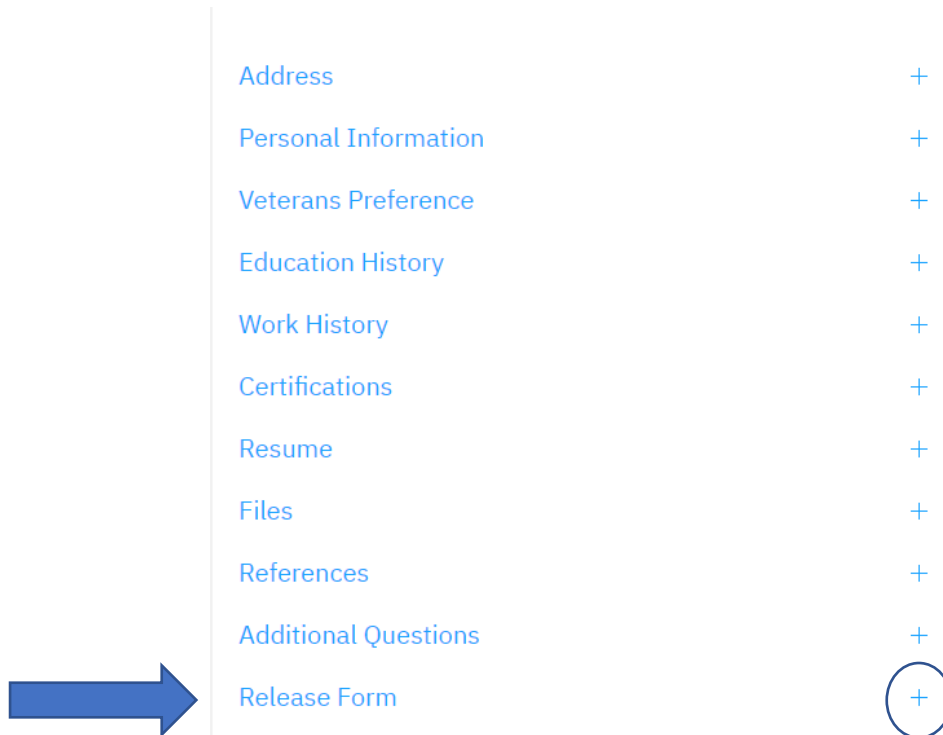 Address +
Personal Information +
Veterans Preference +
Education History +
Work History +
Certifications +
Resume +
Files +
References +
Additional Questions +
Release Form +